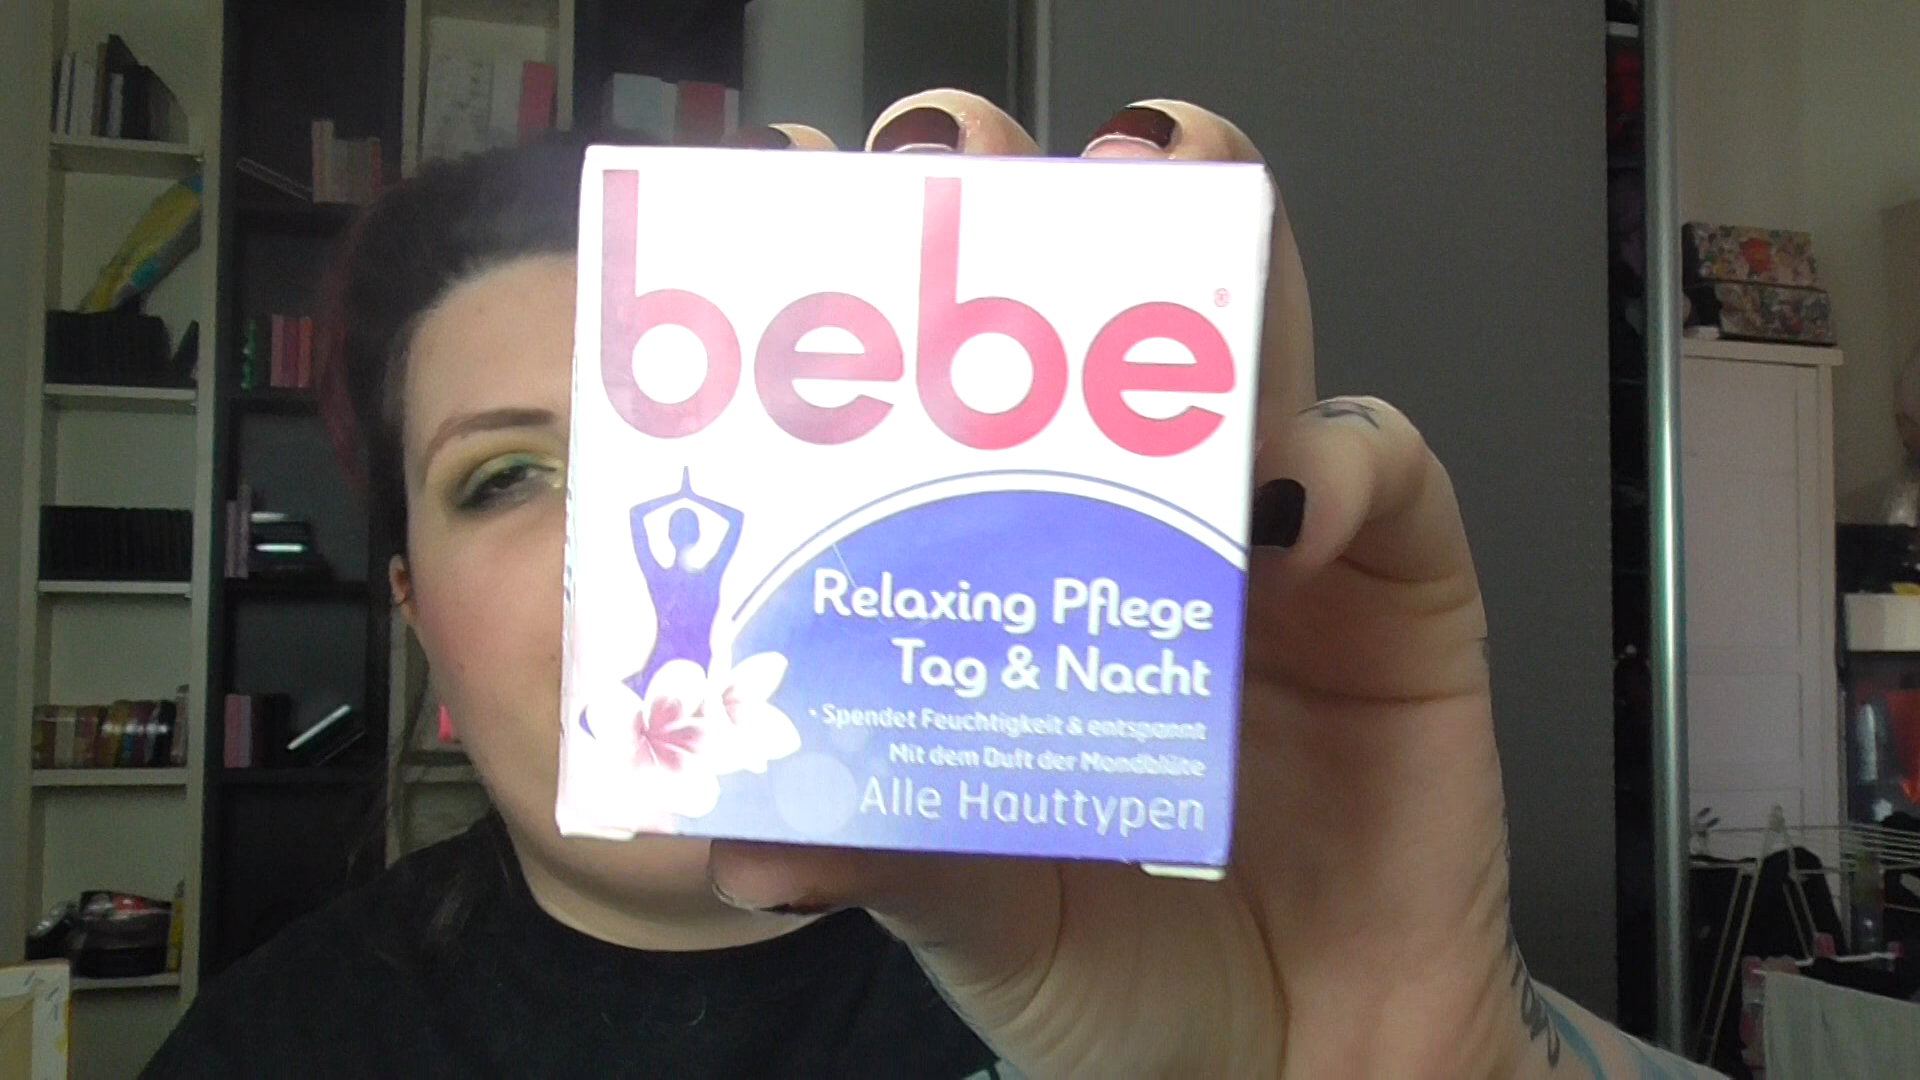 bebe®
Relaxing Pflege
Tag & Nacht
• Spendet Feuchtigkeit & entspannt
Mit dem Duft der Mondblüte
Alle Hauttypen